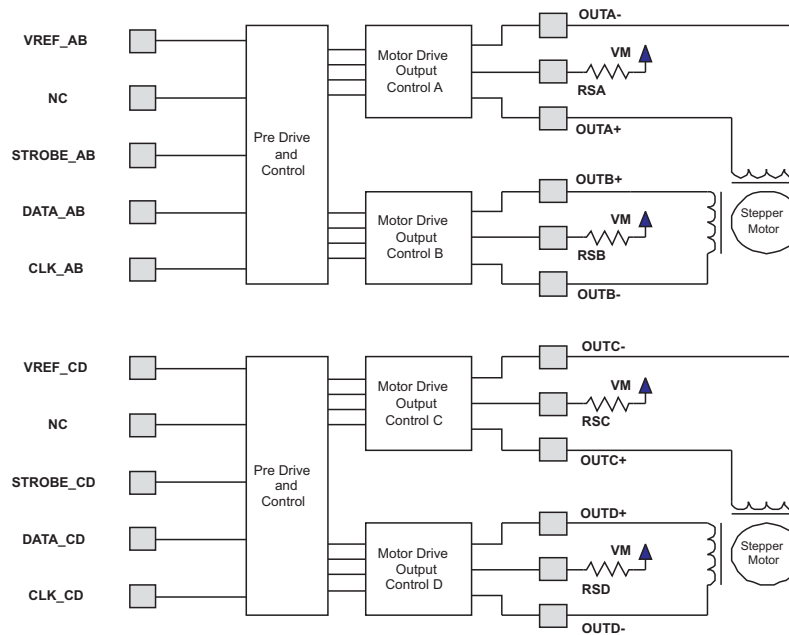 VREF_AB
NC
STROBE_AB
DATA_AB
CLK_AB
Pre Drive
and
Control
Motor Drive
Output
Control A
Motor Drive
Output
Control B
OUTA-
VM
RSA
OUTA+
OUTB+
VM
RSB
OUTB-
Stepper
Motor
VREF_CD
NC
STROBE_CD
DATA_CD
CLK_CD
Pre Drive
and
Control
Motor Drive
Output
Control C
Motor Drive
Output
Control D
OUTC-
VM
RSC
OUTC+
OUTD+
VM
RSD
OUTD-
Stepper
Motor